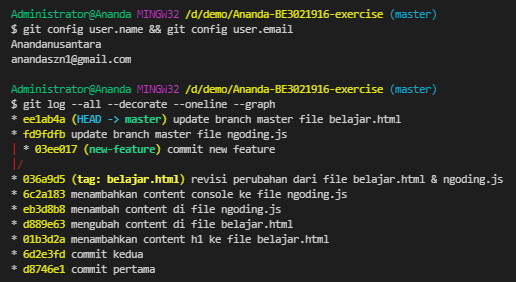 Administrator@Ananda MINGW32 /d/demo/Ananda-BE3021916-exercise (master)
$ git config user.name && git config user.email
Anandanusantara
anandaszn1@gmail.com

Administrator@Ananda MINGW32 /d/demo/Ananda-BE3021916-exercise (master)
$ git log --all --decorate --oneline --graph
* ee1ab4a (HEAD -> master) update branch master file belajar.html
* fd9fdfb update branch master file ngoding.js
| * 03ee017 (new-feature) commit new feature
|/
* 036a9d5 (tag: belajar.html) revisi perubahan dari file belajar.html & ngoding.js
* 6c2a183 menambahkan content console ke file ngoding.js
* eb3d8b8 menambah content di file ngoding.js
* d889e63 mengubah content di file belajar.html
* 01b3d2a menambahkan content h1 ke file belajar.html
* 6d2e3fd commit kedua
* d8746e1 commit pertama